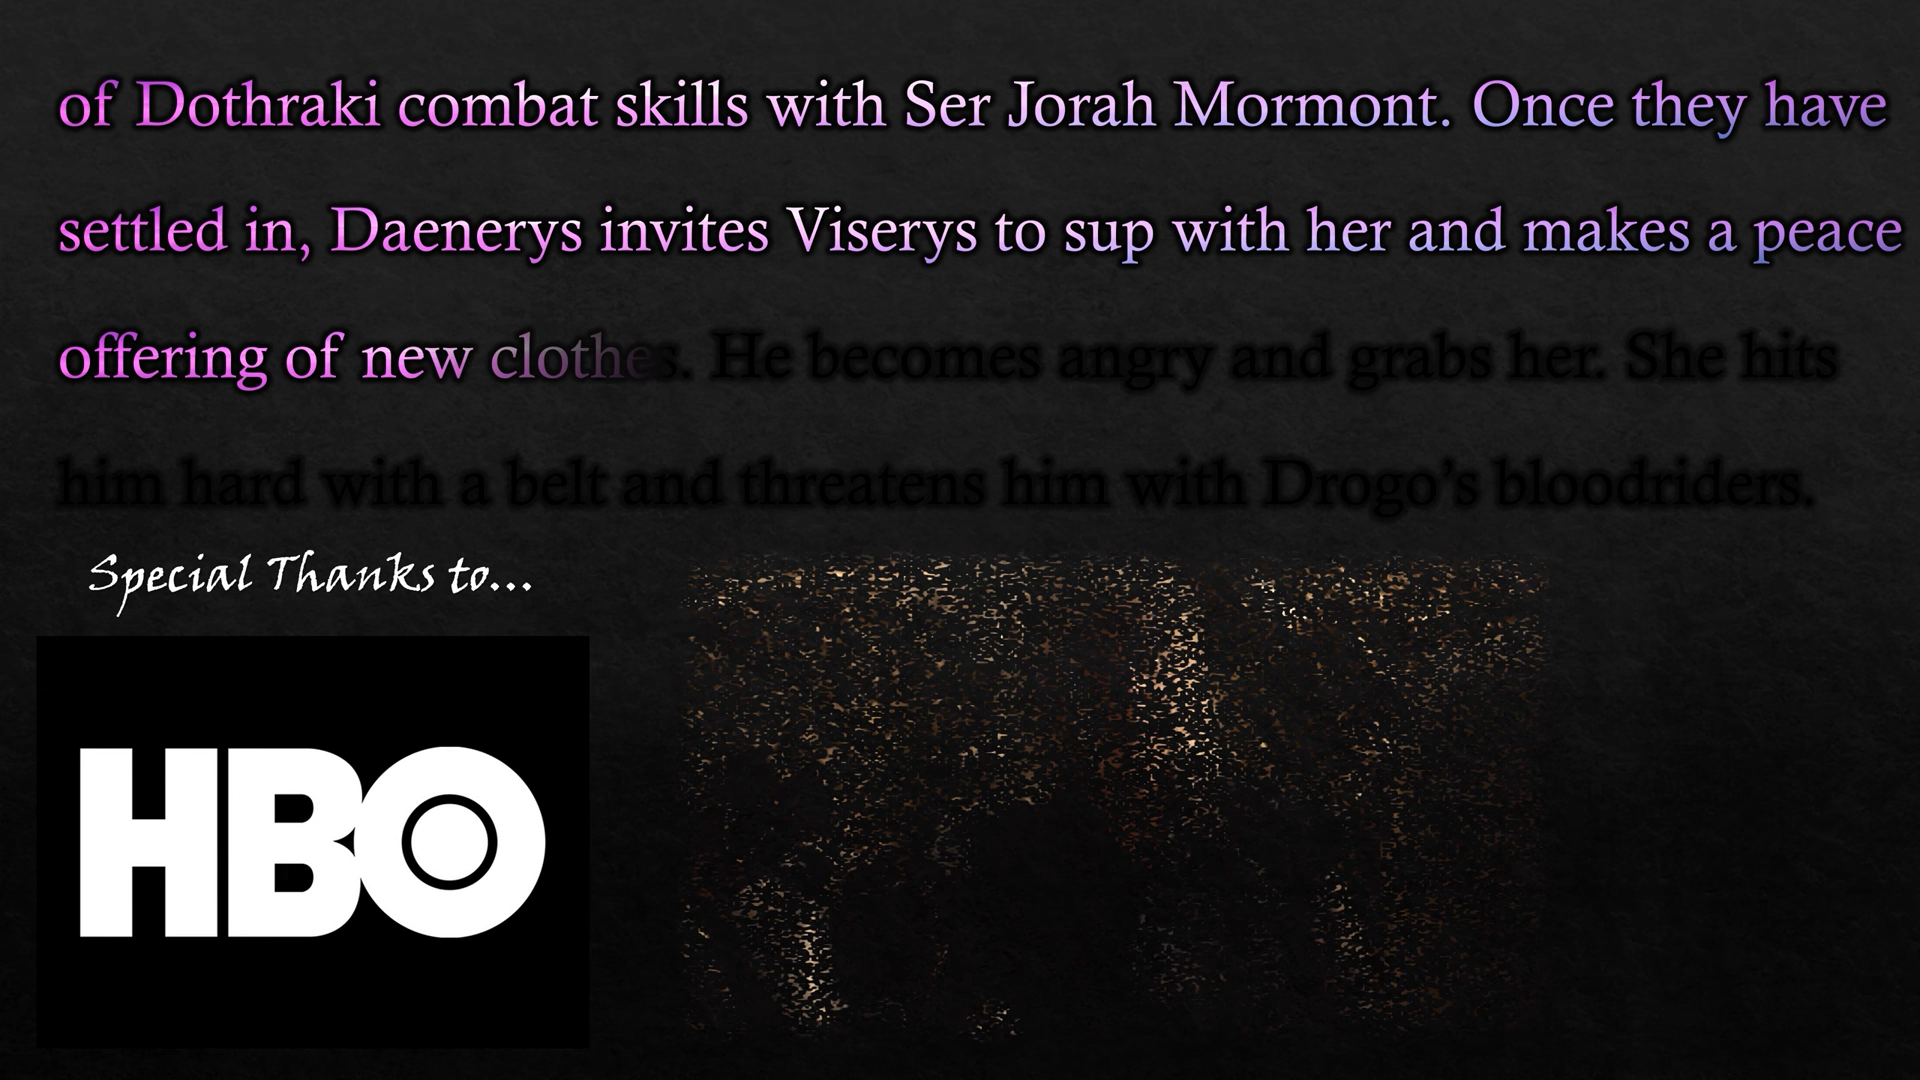 of Dothraki combat skills with Ser Jorah Mormont. Once they have
settled in, Daenerys invites Viserys to sup with her and makes a peace
offering of new clothes. He becomes angry and grabs her. She hits
him hard with a belt and threatens him with Drogo’s bloodriders.
Special Thanks to...
HBO